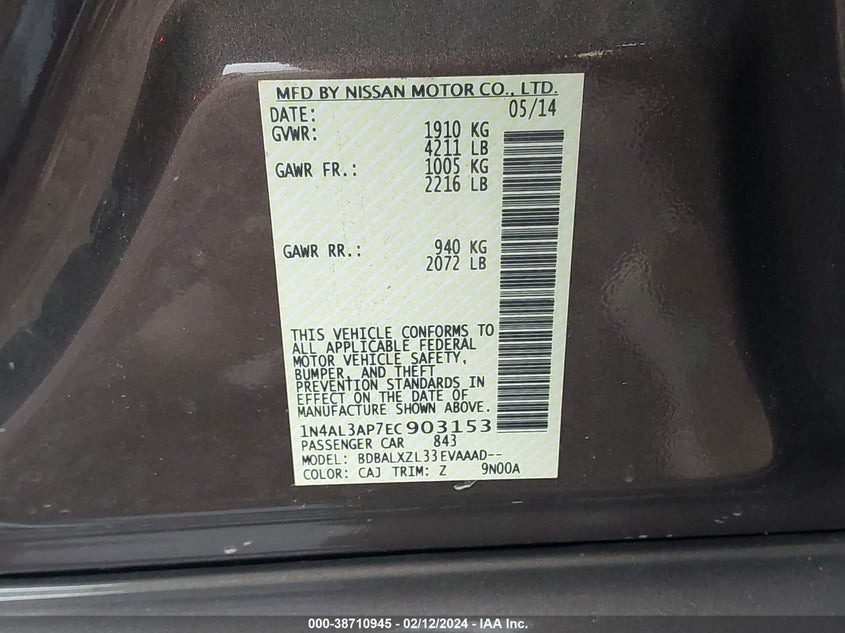 MFD BY NISSAN MOTOR CO., LTD.
DATE: 05/14
GVWR: 1910 KG
4211 LB
GAWR FR.: 1005 KG
2216 LB
GAWR RR.: 940 KG
2072 LB
THIS VEHICLE CONFORMS TO
ALL APPLICABLE FEDERAL
MOTOR VEHICLE SAFETY,
BUMPER, AND THEFT
PREVENTION STANDARDS IN
EFFECT ON THE DATE OF
MANUFACTURE SHOWN ABOVE.
1N4AL3AP7EC903153
PASSENGER CAR 843
MODEL: BDBALXZL33EVAAAD--
COLOR: CAJ TRIM: Z 9N00A
000-38710945 - 02/12/2024 - IAA Inc.